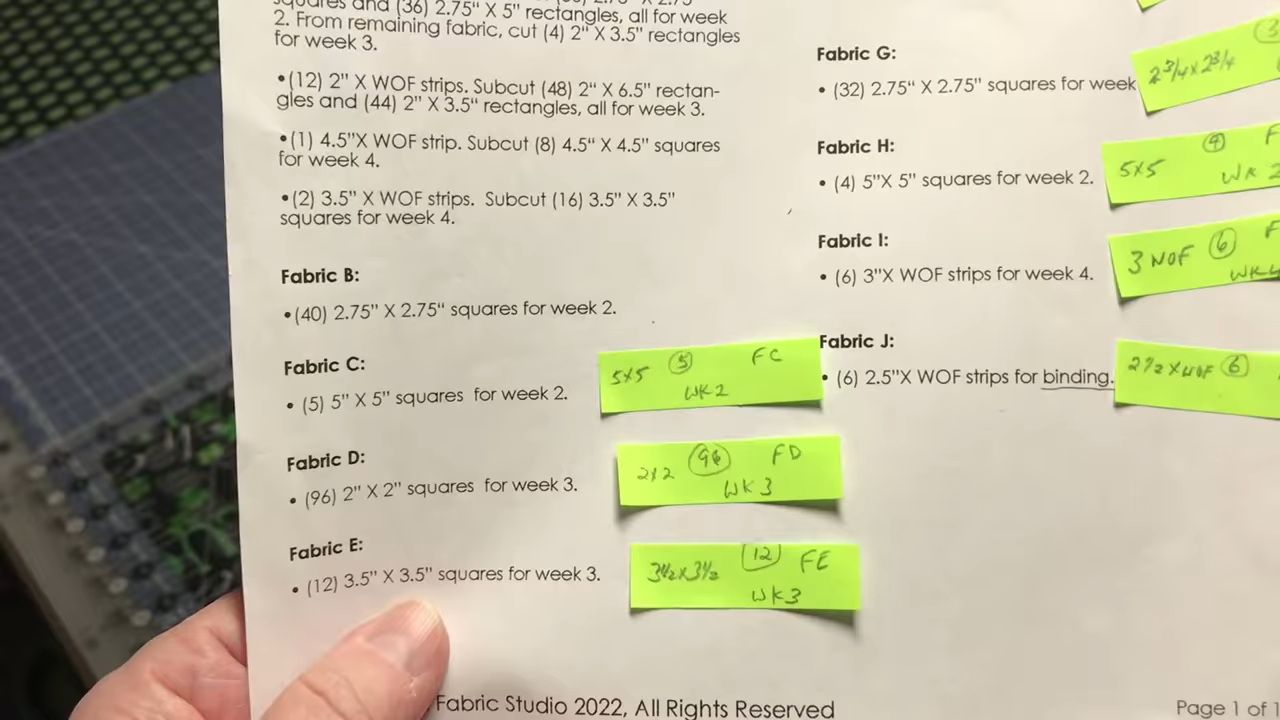 squares and (36) 2.75" X 5" rectangles, all for week
2. From remaining fabric, cut (4) 2" X 3.5" rectangles
for week 3.
•(12) 2" X WOF strips. Subcut (48) 2" X 6.5" rectan-
gles and (44) 2" X 3.5" rectangles, all for week 3.
•(1) 4.5"X WOF strip. Subcut (8) 4.5" X 4.5" squares
for week 4.
•(2) 3.5" X WOF strips. Subcut (16) 3.5" X 3.5"
squares for week 4.
Fabric B:
•(40) 2.75" X 2.75" squares for week 2.
Fabric C:
• (5) 5" X 5" squares for week 2.
5x5 (5) FC
WK2
Fabric D:
• (96) 2" X 2" squares for week 3.
2x2 (96) FD
WK3
Fabric E:
• (12) 3.5" X 3.5" squares for week 3.
3½x3½ (12) FE
WK3
Fabric G:
• (32) 2.75" X 2.75" squares for week
2¾x2¾
Fabric H:
• (4) 5"X 5" squares for week 2.
5x5 (4) F
WK 2
Fabric I:
• (6) 3"X WOF strips for week 4.
3 WOF (6) F
WK4
Fabric J:
• (6) 2.5"X WOF strips for binding.
2½ x WOF (6)
Fabric Studio 2022, All Rights Reserved
Page 1 of 1